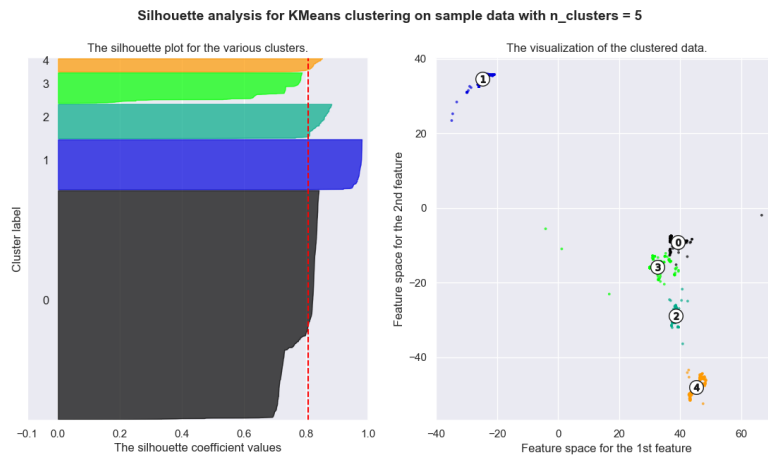 Silhouette analysis for KMeans clustering on sample data with n_clusters = 5
The silhouette plot for the various clusters.
Cluster label
4
3
2
1
0
−0.1 0.0 0.2 0.4 0.6 0.8 1.0
The silhouette coefficient values
The visualization of the clustered data.
Feature space for the 2nd feature
40
20
0
−20
−40
1
0
3
2
4
−40 −20 0 20 40 60
Feature space for the 1st feature